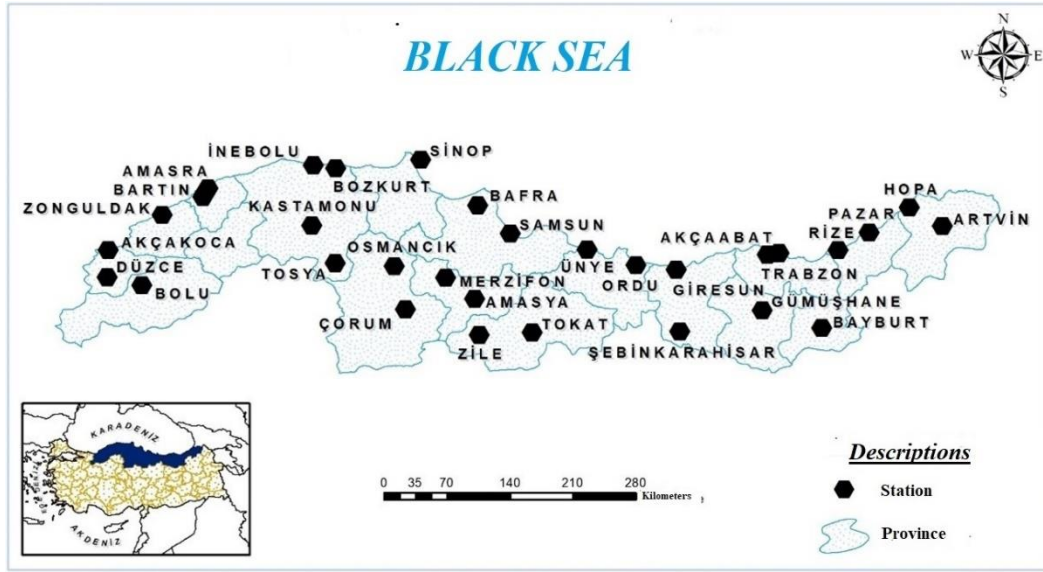 BLACK SEA
N
W E
S
İNEBOLU
SİNOP
AMASRA
BOZKURT
BARTIN
BAFRA
HOPA
ZONGULDAK
KASTAMONU
PAZAR
ARTVİN
SAMSUN
AKÇAKOCA
OSMANCIK
AKÇAABAT
RİZE
DÜZCE
TOSYA
ÜNYE
TRABZON
BOLU
MERZİFON
ORDU
GİRESUN
AMASYA
GÜMÜŞHANE
ÇORUM
TOKAT
BAYBURT
ZİLE
ŞEBİNKARAHİSAR
KARADENİZ
AKDENİZ
0 35 70 140 210 280
Kilometers
Descriptions
Station
Province